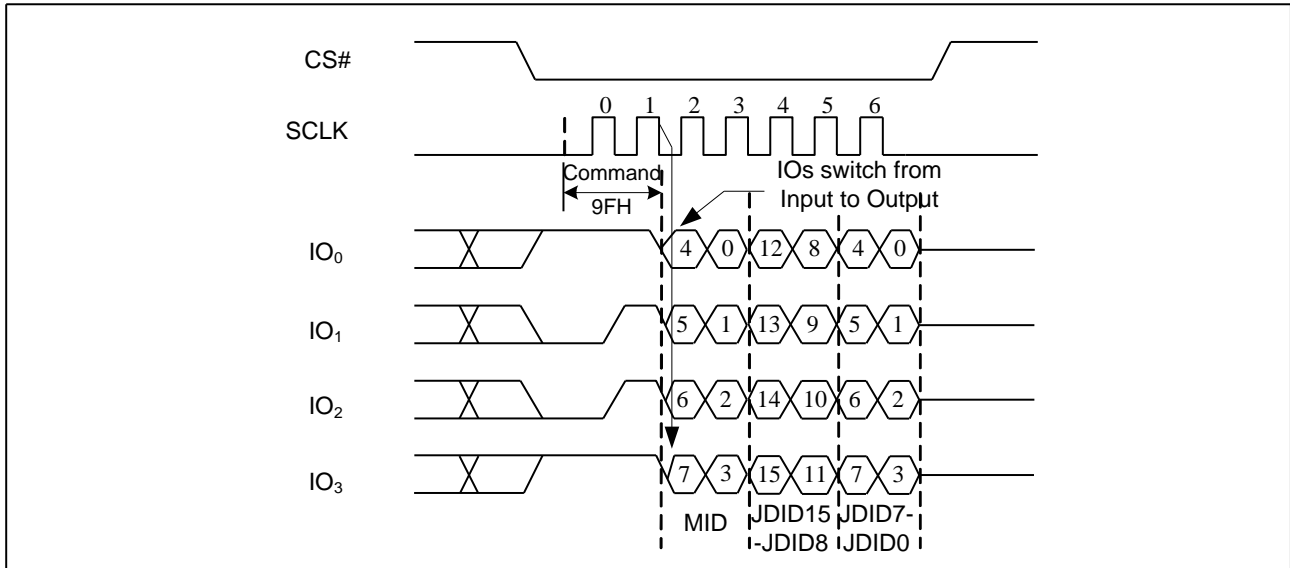 CS#
0 1 2 3 4 5 6
SCLK
Command
9FH
IOs switch from
Input to Output
IO₀
4 0 12 8 4 0
IO₁
5 1 13 9 5 1
IO₂
6 2 14 10 6 2
IO₃
7 3 15 11 7 3
MID
JDID15
-JDID8
JDID7-
JDID0